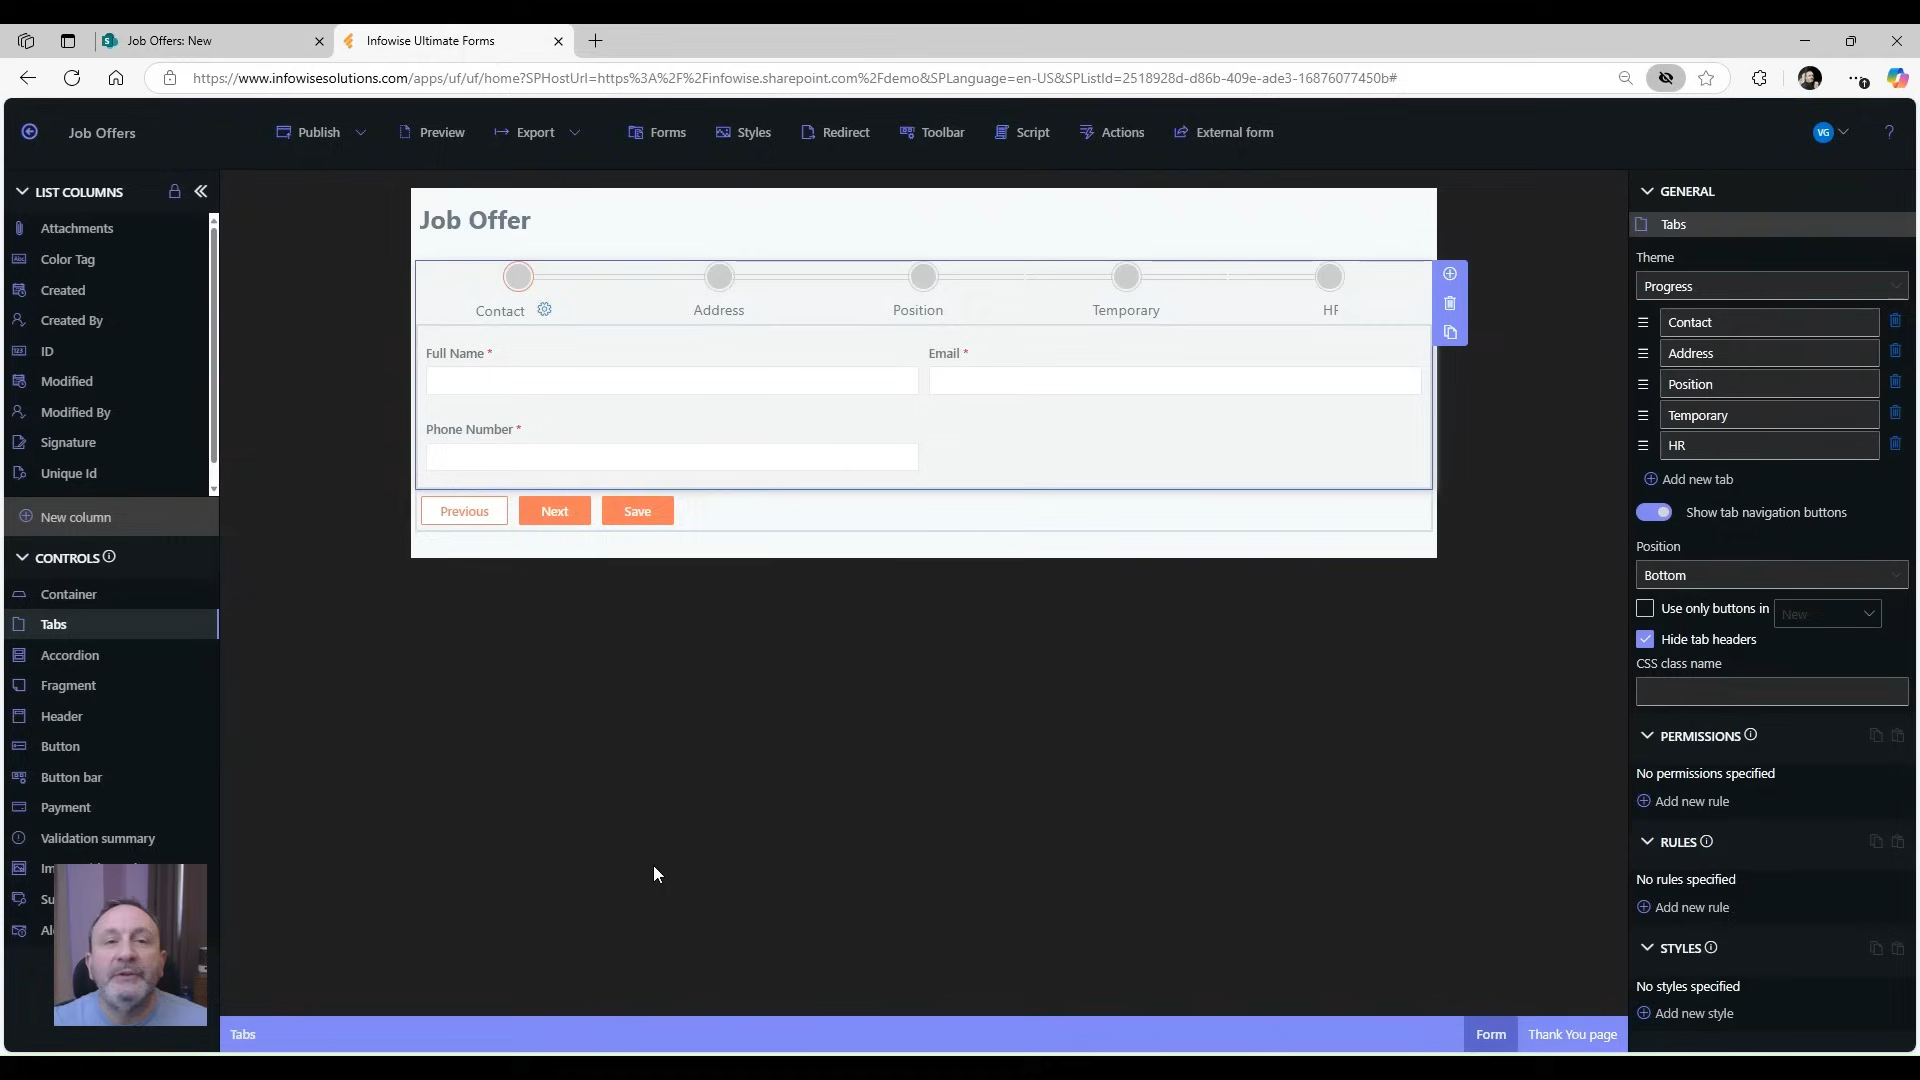 Job Offers: New
Infowise Ultimate Forms
https://www.infowisesolutions.com/apps/uf/uf/home?SPHostUrl=https%3A%2F%2Finfowise.sharepoint.com%2Fdemo&SPLanguage=en-US&SPListId=2518928d-d86b-409e-ade3-16876077450b#
Job Offers
Publish
Preview
Export
Forms
Styles
Redirect
Toolbar
Script
Actions
External form
VG
?
LIST COLUMNS
Attachments
Color Tag
Created
Created By
ID
Modified
Modified By
Signature
Unique Id
New column
CONTROLS
Container
Tabs
Accordion
Fragment
Header
Button
Button bar
Payment
Validation summary
Job Offer
Contact
Address
Position
Temporary
HR
Full Name *
Email *
Phone Number *
Previous
Next
Save
GENERAL
Tabs
Theme
Progress
Contact
Address
Position
Temporary
HR
Add new tab
Show tab navigation buttons
Position
Bottom
Use only buttons in New
Hide tab headers
CSS class name
PERMISSIONS
No permissions specified
Add new rule
RULES
No rules specified
Add new rule
STYLES
No styles specified
Add new style
Tabs
Form
Thank You page